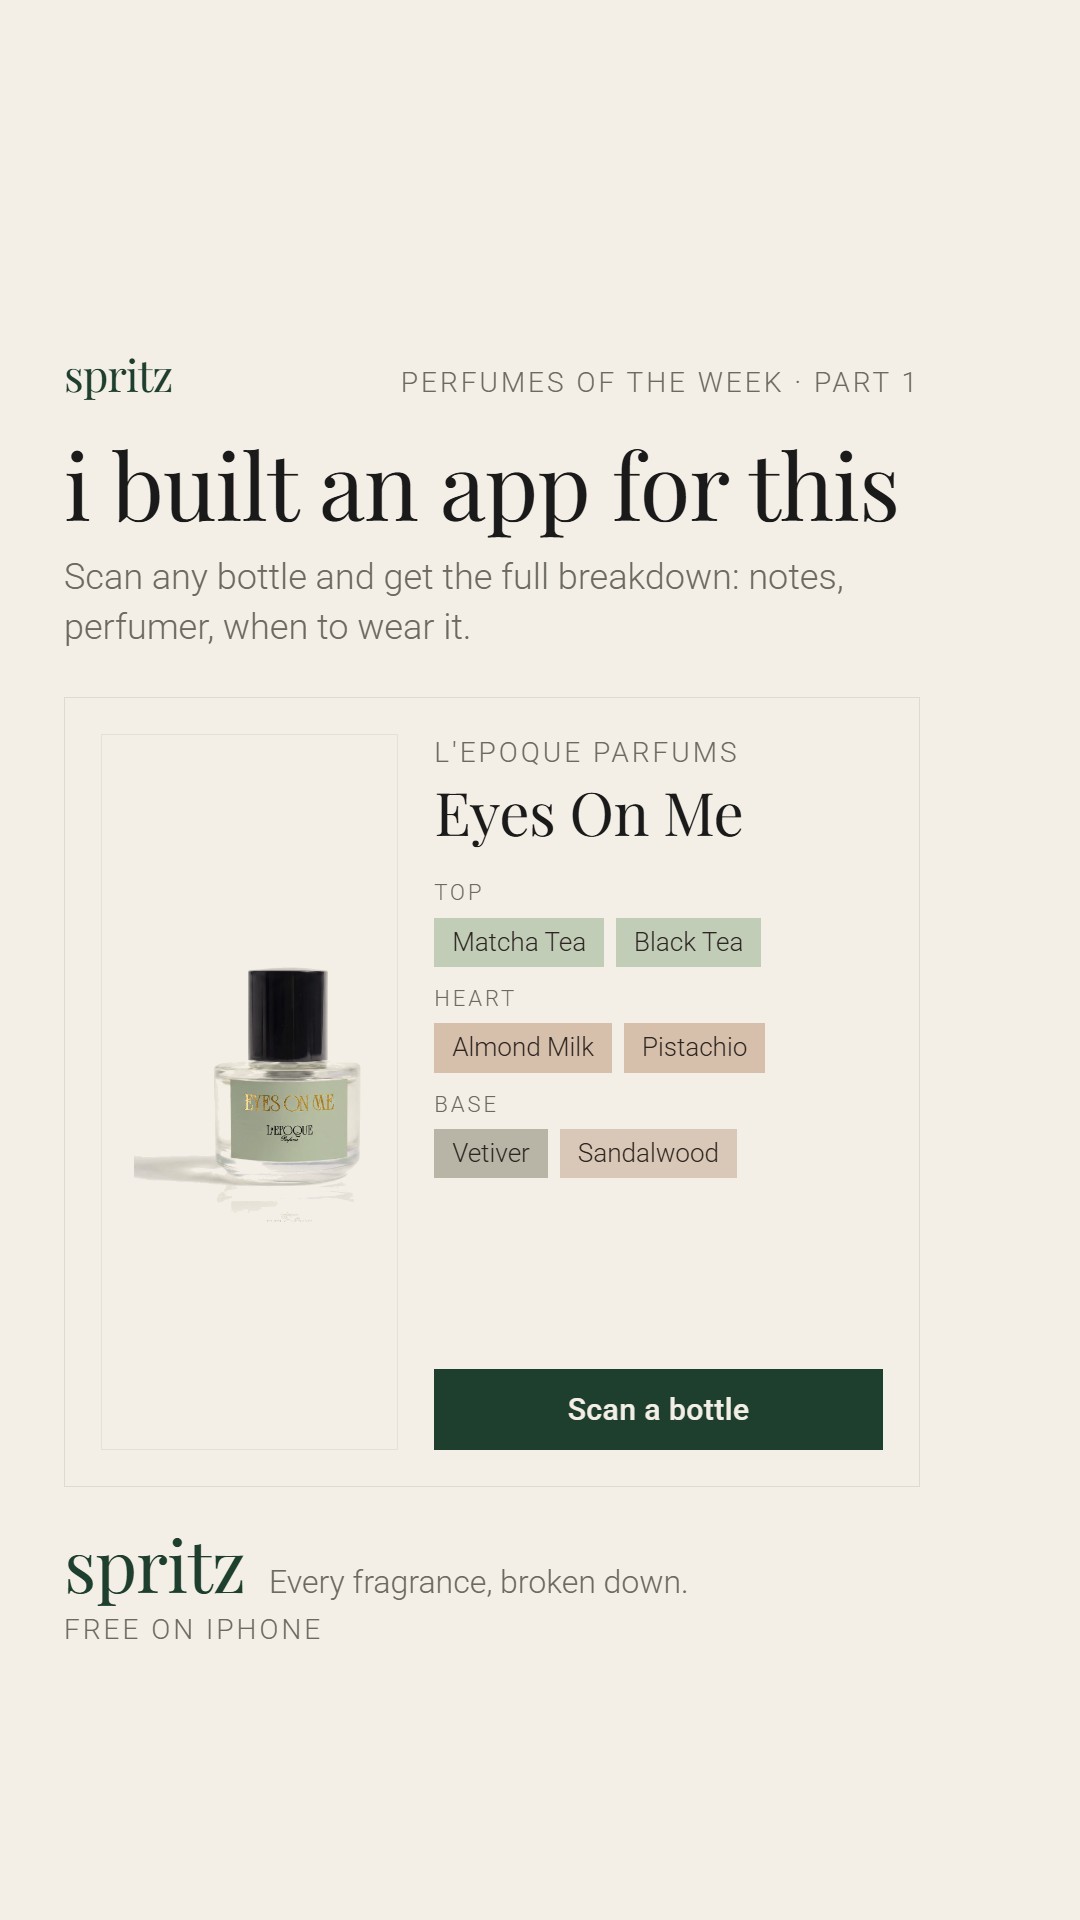 spritz
PERFUMES OF THE WEEK · PART 1
i built an app for this
Scan any bottle and get the full breakdown: notes,
perfumer, when to wear it.
L'EPOQUE PARFUMS
Eyes On Me
TOP
Matcha Tea Black Tea
HEART
Almond Milk Pistachio
BASE
Vetiver Sandalwood
EYES ON ME
L'EPOQUE
Parfums
Scan a bottle
spritz Every fragrance, broken down.
FREE ON IPHONE